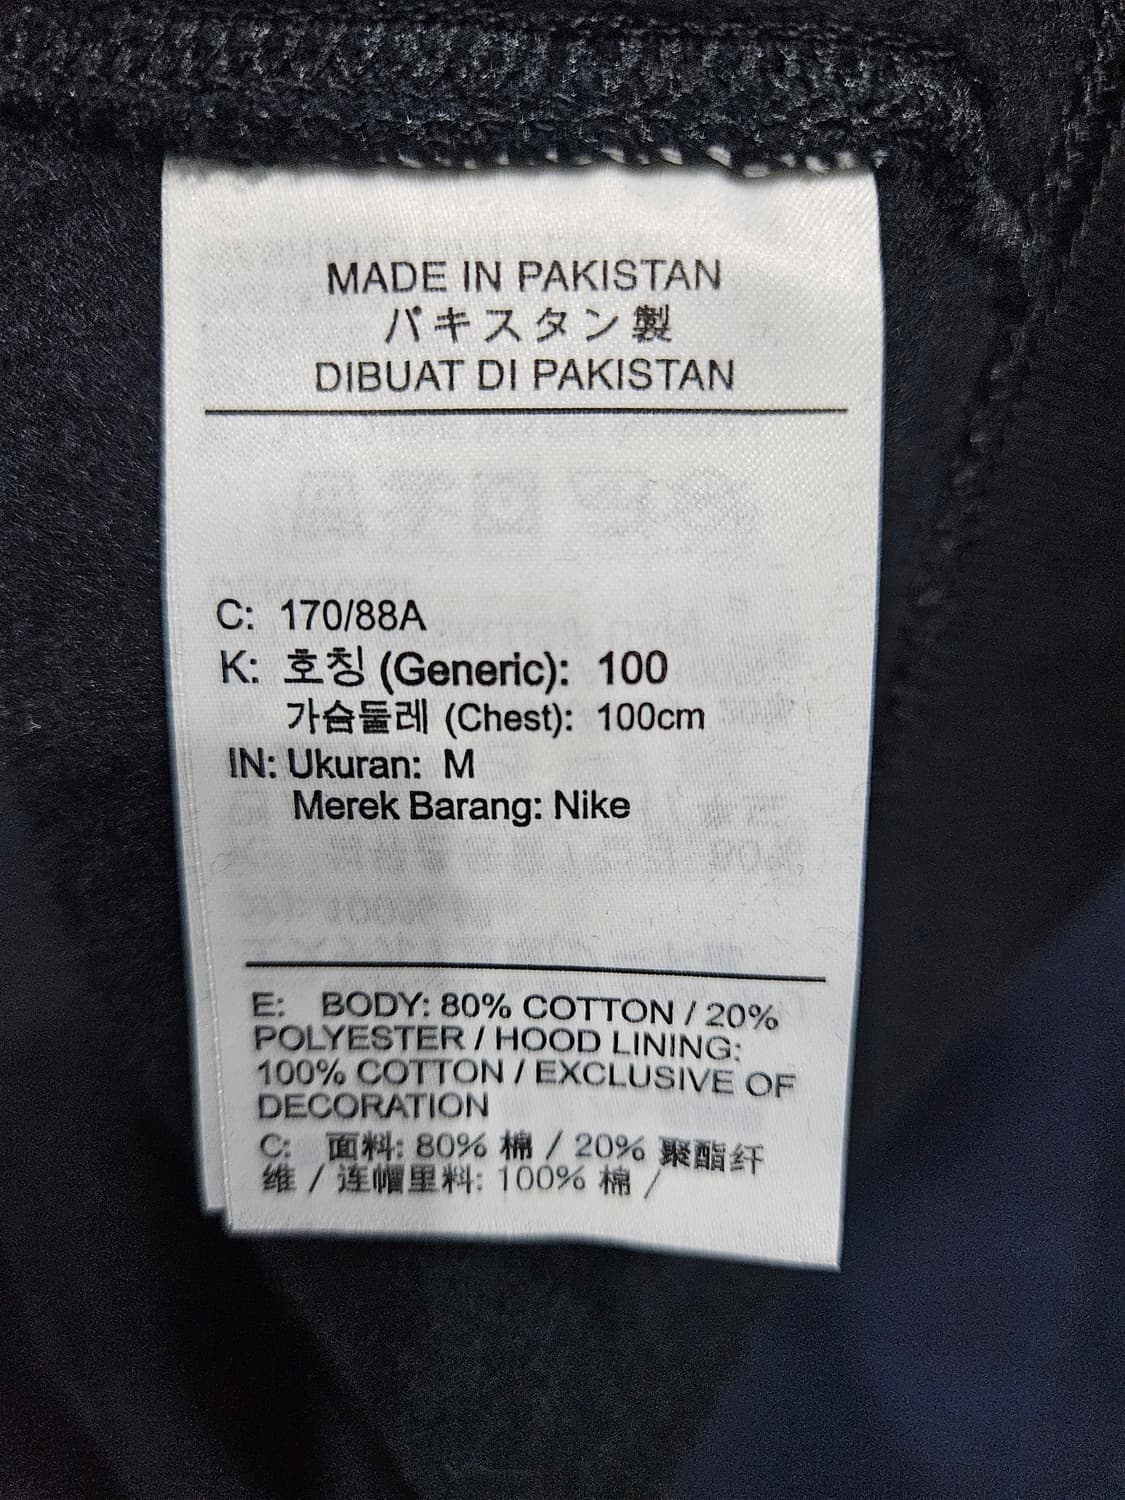 MADE IN PAKISTAN
パキスタン製
DIBUAT DI PAKISTAN
C: 170/88A
K: 호칭 (Generic): 100
가슴둘레 (Chest): 100cm
IN: Ukuran: M
Merek Barang: Nike
E: BODY: 80% COTTON / 20%
POLYESTER / HOOD LINING:
100% COTTON / EXCLUSIVE OF
DECORATION
C: 面料: 80% 棉 / 20% 聚酯纤
维 / 连帽里料: 100% 棉 /